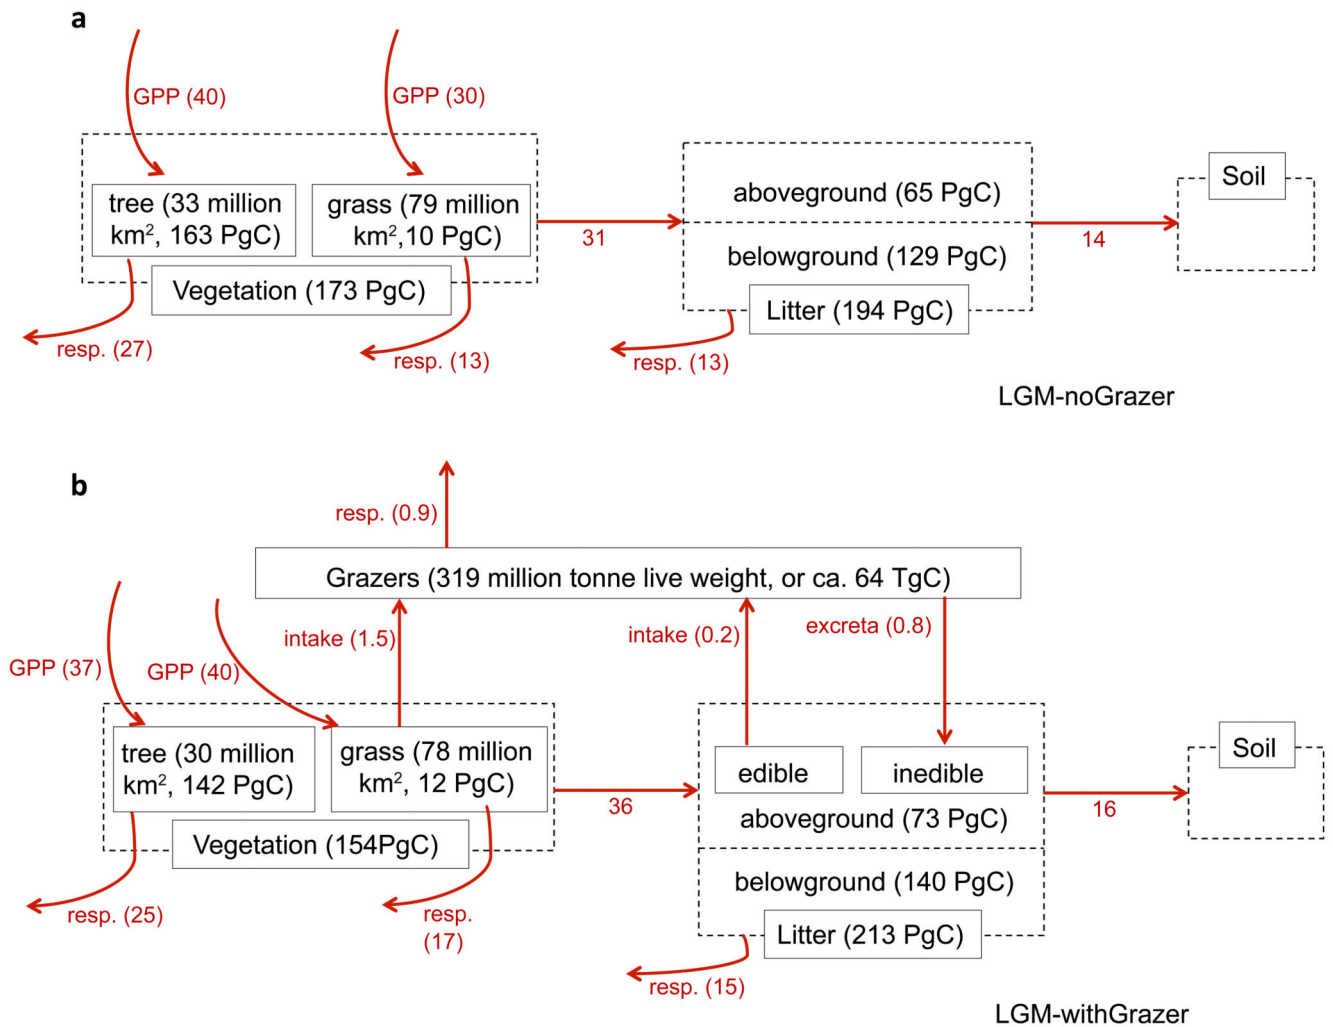 a
GPP (40)
GPP (30)
tree (33 million
km², 163 PgC)
grass (79 million
km²,10 PgC)
Vegetation (173 PgC)
resp. (27)
resp. (13)
31
aboveground (65 PgC)
belowground (129 PgC)
Litter (194 PgC)
resp. (13)
14
Soil
LGM-noGrazer
b
resp. (0.9)
Grazers (319 million tonne live weight, or ca. 64 TgC)
intake (1.5)
intake (0.2)
excreta (0.8)
GPP (37)
GPP (40)
tree (30 million
km², 142 PgC)
grass (78 million
km², 12 PgC)
Vegetation (154PgC)
resp. (25)
resp.
(17)
36
edible
inedible
aboveground (73 PgC)
belowground (140 PgC)
Litter (213 PgC)
resp. (15)
16
Soil
LGM-withGrazer